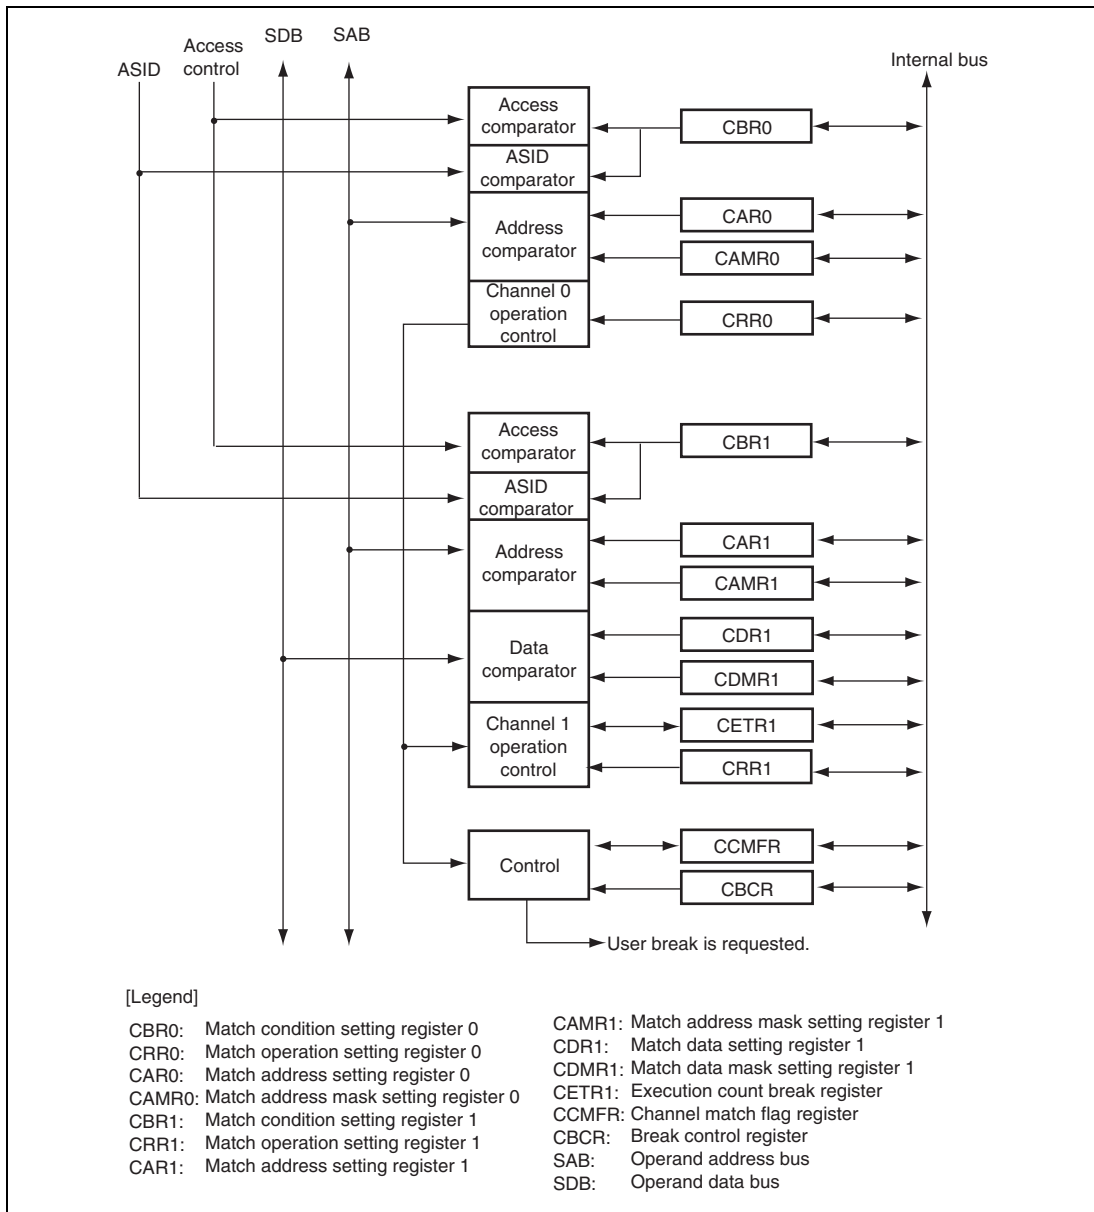 SDB
SAB
Access
control
ASID
Internal bus
Access
comparator
CBR0
ASID
comparator
Address
comparator
CAR0
CAMR0
Channel 0
operation
control
CRR0
Access
comparator
CBR1
ASID
comparator
Address
comparator
CAR1
CAMR1
Data
comparator
CDR1
CDMR1
Channel 1
operation
control
CETR1
CRR1
Control
CCMFR
CBCR
User break is requested.
[Legend]
CBR0: Match condition setting register 0
CRR0: Match operation setting register 0
CAR0: Match address setting register 0
CAMR0: Match address mask setting register 0
CBR1: Match condition setting register 1
CRR1: Match operation setting register 1
CAR1: Match address setting register 1
CAMR1: Match address mask setting register 1
CDR1: Match data setting register 1
CDMR1: Match data mask setting register 1
CETR1: Execution count break register
CCMFR: Channel match flag register
CBCR: Break control register
SAB: Operand address bus
SDB: Operand data bus